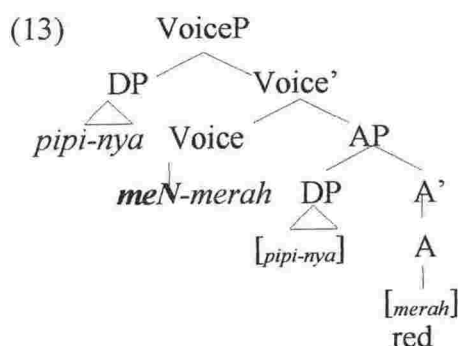 (13) VoiceP
DP Voice’
pipi-nya Voice AP
meN-merah DP A’
[pipi-nya] A
[merah]
red